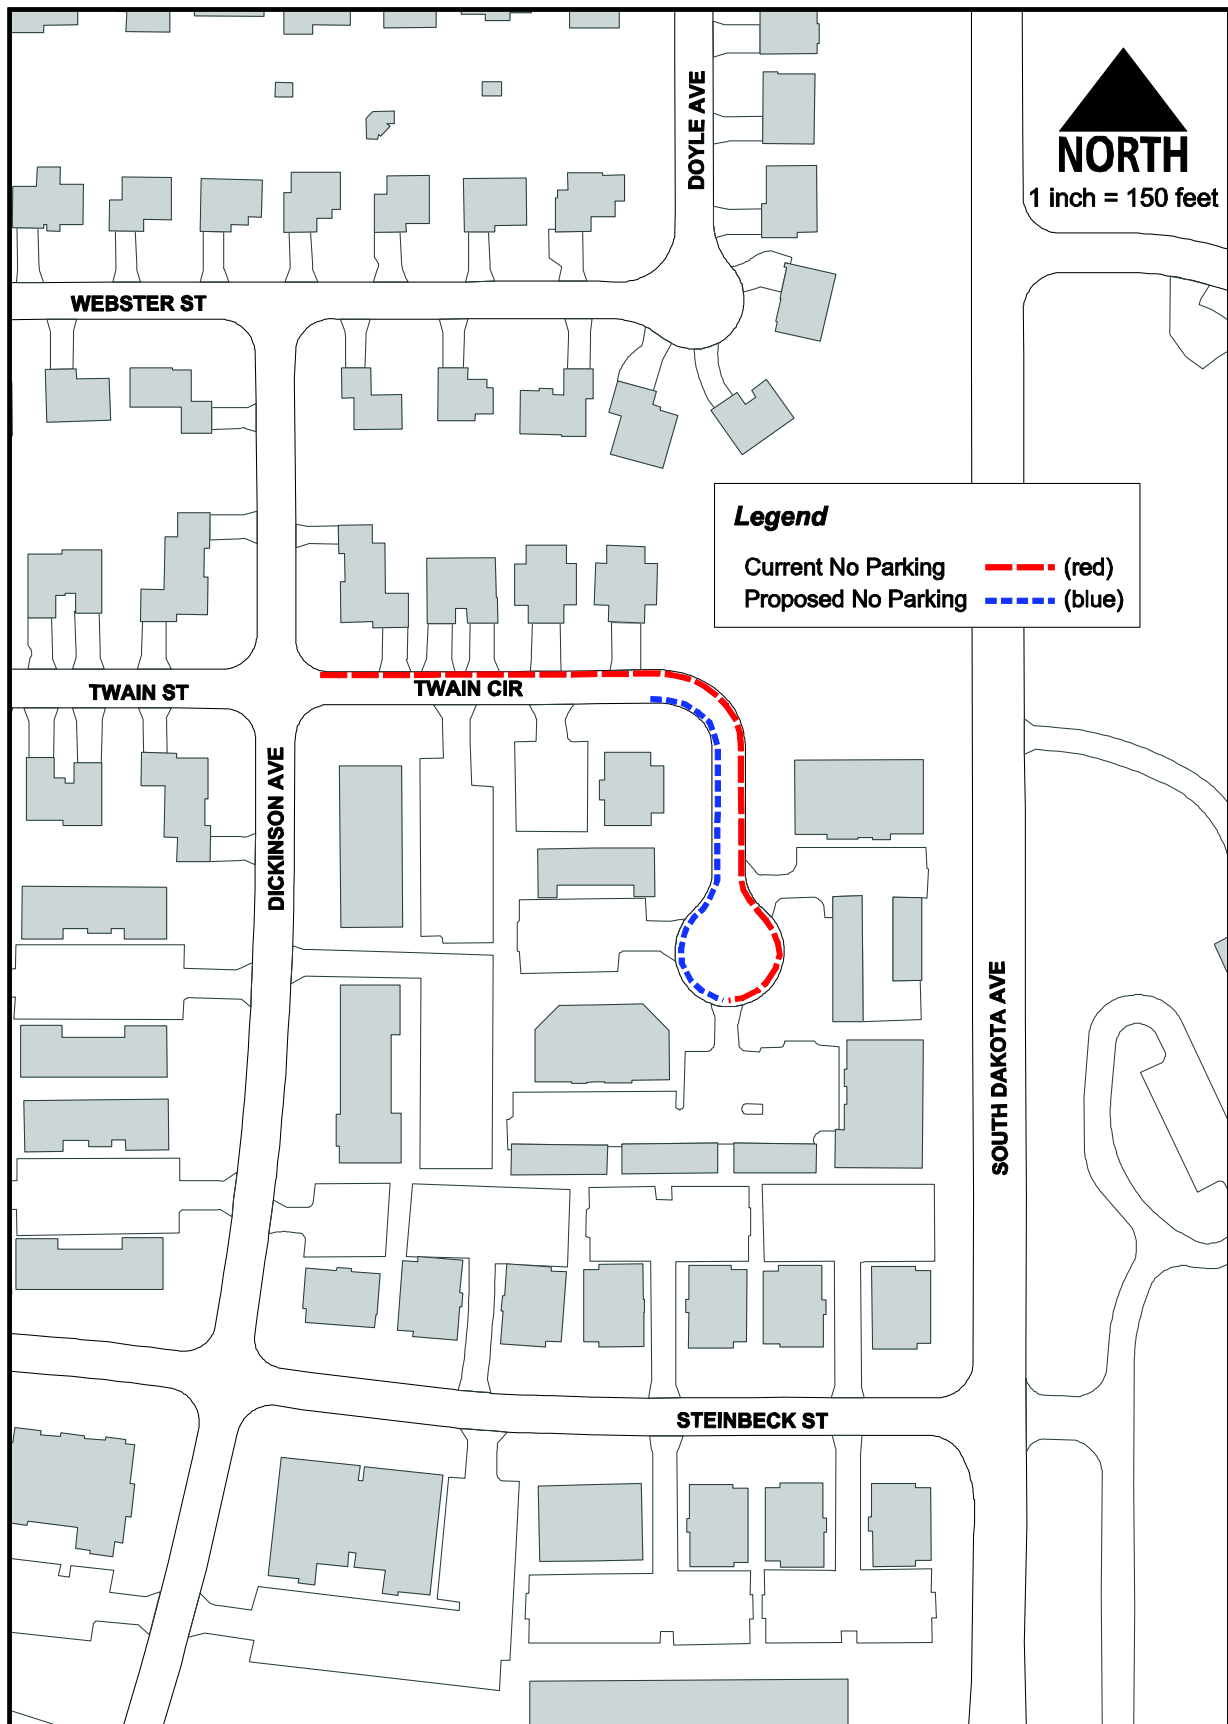 DOYLE AVE
NORTH
1 inch = 150 feet
WEBSTER ST
Legend
Current No Parking (red)
Proposed No Parking (blue)
TWAIN ST
TWAIN CIR
DICKINSON AVE
SOUTH DAKOTA AVE
STEINBECK ST